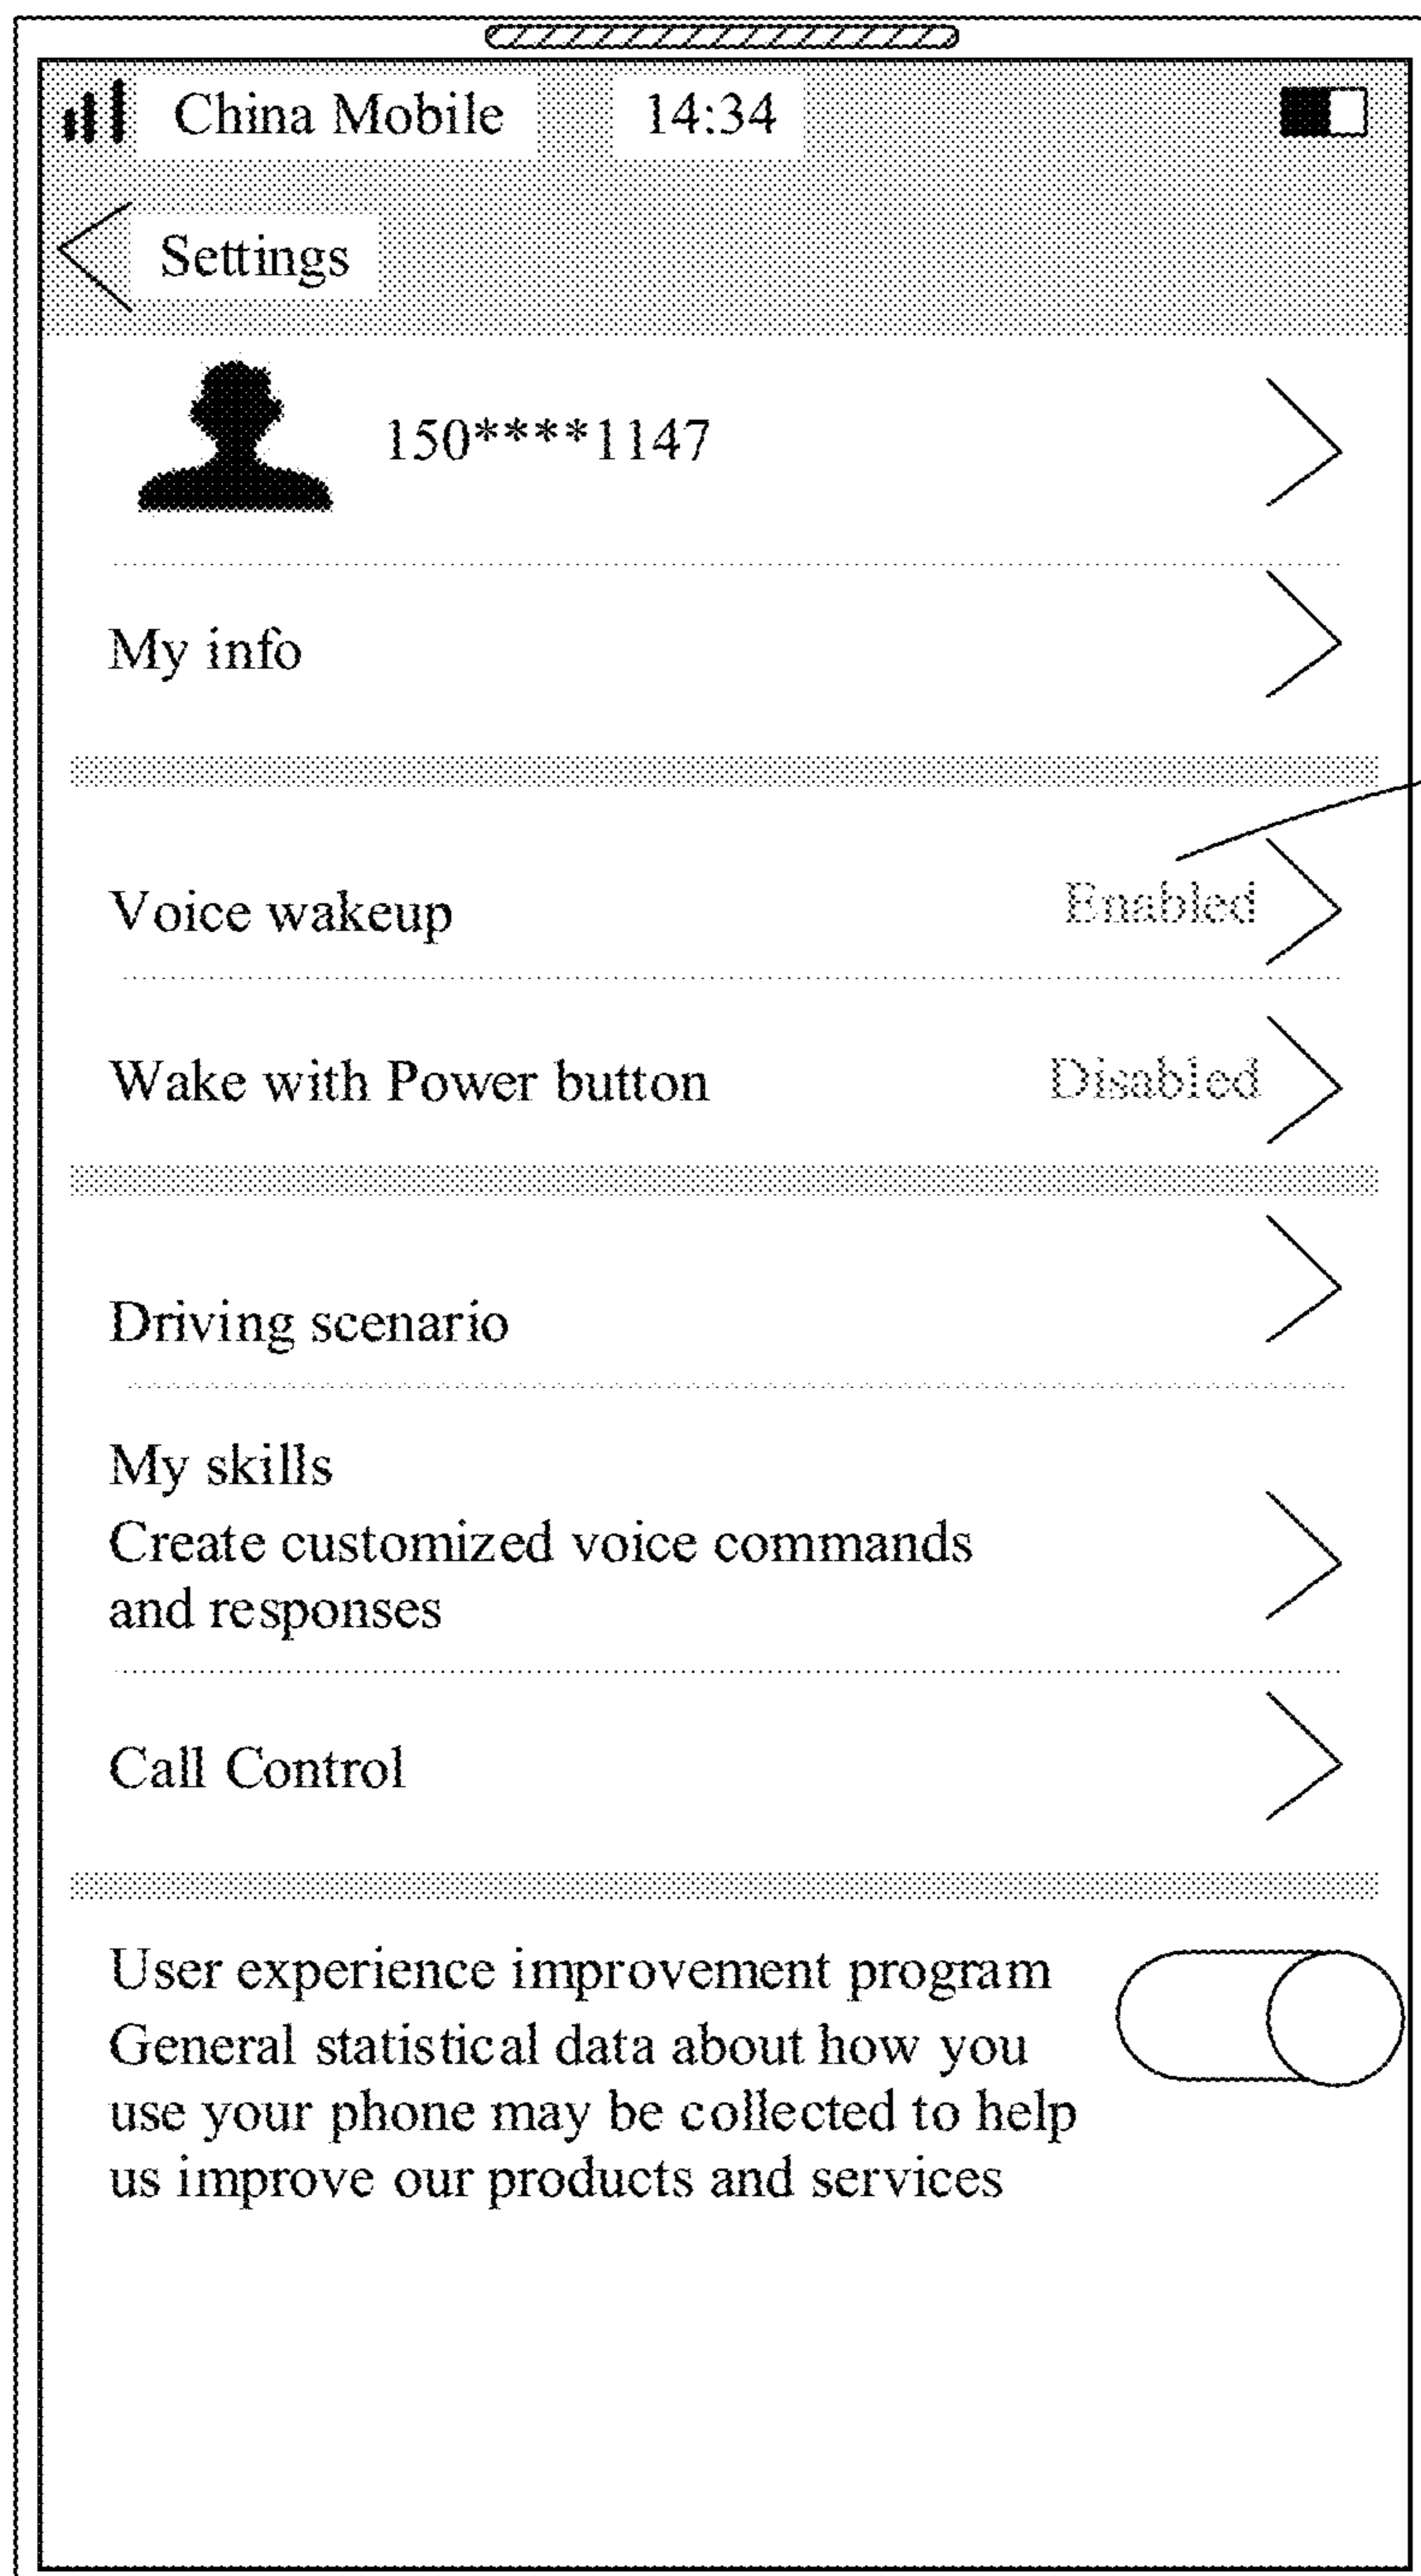 China Mobile 14:34
Settings
150****1147
My info
Voice wakeup Enabled
Wake with Power button Disabled
Driving scenario
My skills
Create customized voice commands
and responses
Call Control
User experience improvement program
General statistical data about how you
use your phone may be collected to help
us improve our products and services